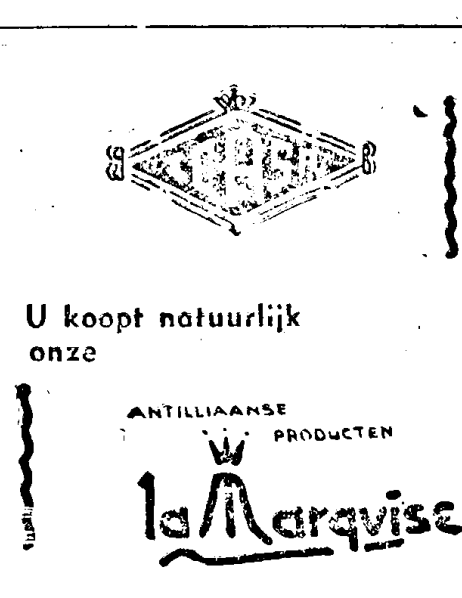 U koopt natuurlijk
onze
ANTILLIAANSE
PRODUCTEN
la Marquise